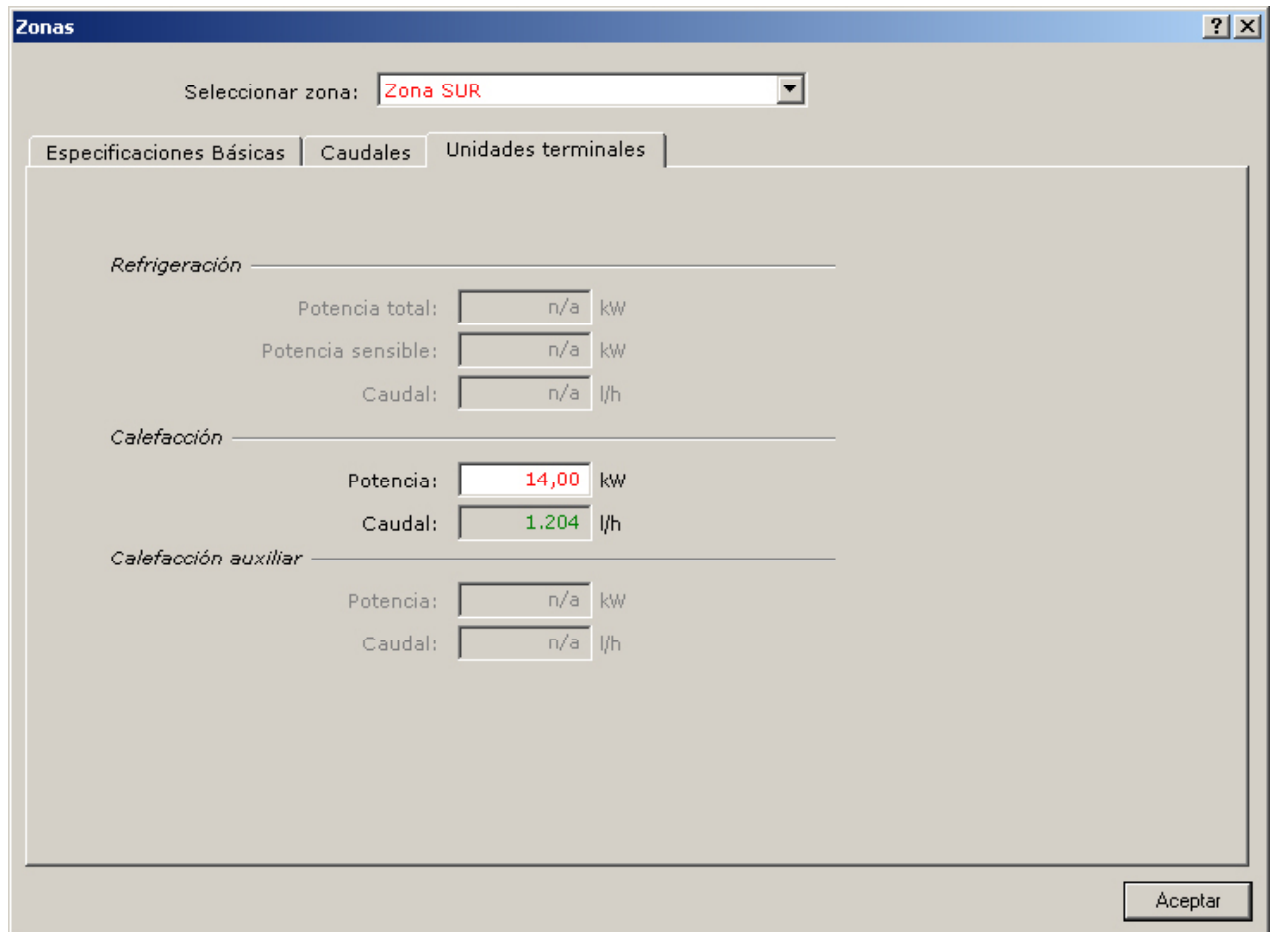 Zonas
Seleccionar zona: Zona SUR
Especificaciones Básicas Caudales Unidades terminales
Refrigeración
Potencia total: n/a kW
Potencia sensible: n/a kW
Caudal: n/a l/h
Calefacción
Potencia: 14,00 kW
Caudal: 1.204 l/h
Calefacción auxiliar
Potencia: n/a kW
Caudal: n/a l/h
Aceptar